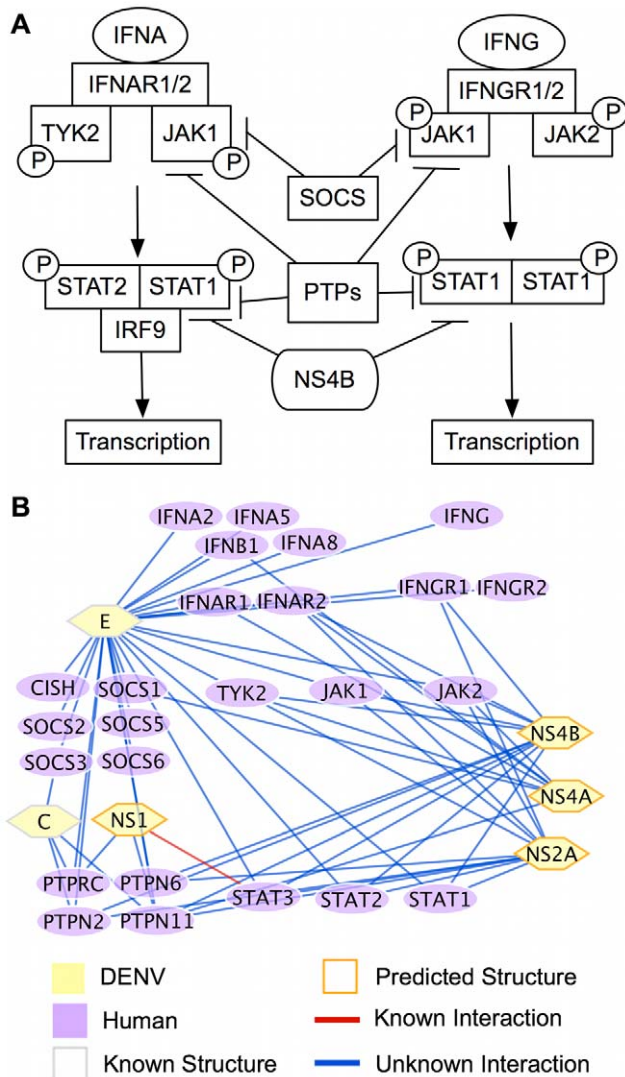 A
IFNA IFNG
IFNAR1/2 IFNGR1/2
P P
TYK2 JAK1 JAK1 JAK2
P P
SOCS
P P P P
STAT2 STAT1 PTPs STAT1 STAT1
IRF9
NS4B
Transcription Transcription
B
IFNA2 IFNA5 IFNG
IFNB1 IFNA8
IFNAR1 IFNAR2 IFNGR1 IFNGR2
E
CISH SOCS1 TYK2 JAK1 JAK2
SOCS2 SOCS5 NS4B
SOCS3 SOCS6
NS4A
C NS1
NS2A
PTPRC PTPN6
STAT3 STAT2 STAT1
PTPN2 PTPN11
DENV Predicted Structure
Human Known Interaction
Known Structure Unknown Interaction